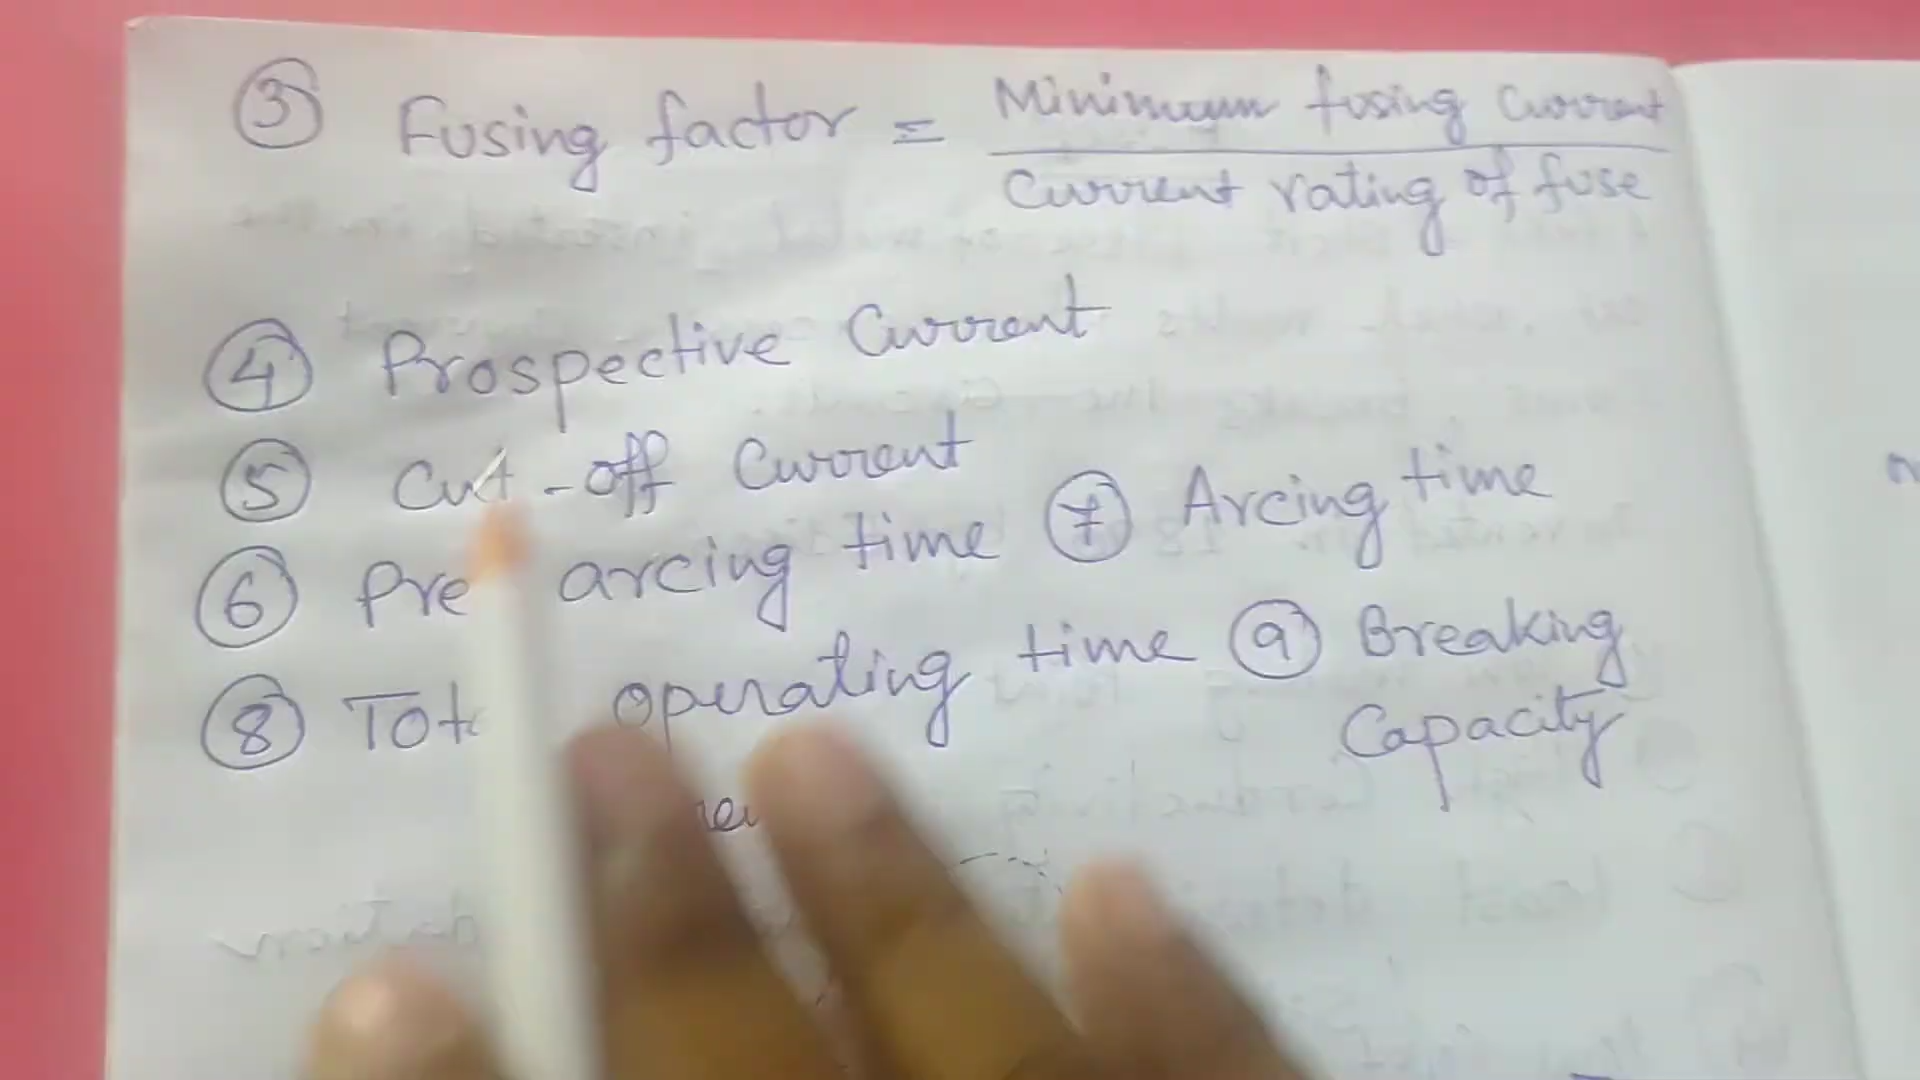 ③ Fusing factor = Minimum fusing Current
Current rating of fuse
④ Prospective Current
⑤ Cut-off Current
⑥ Pre arcing time ⑦ Arcing time
⑧ operating time ⑨ Breaking
Capacity